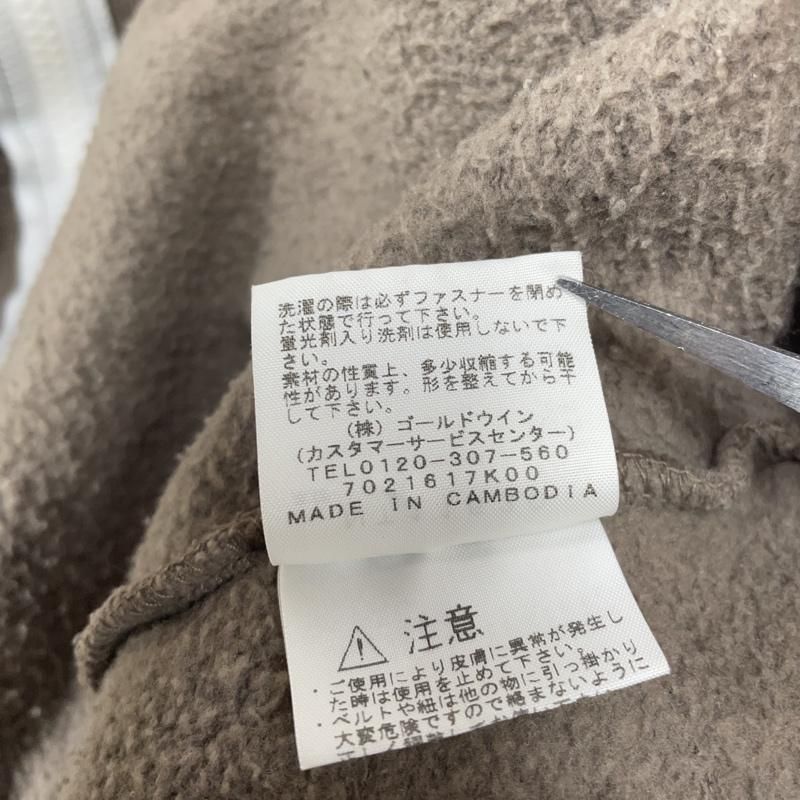 洗濯の際は必ずファスナーを閉め
た状態で行って下さい。
蛍光剤入り洗剤は使用しないで下
さい。
素材の性質上、多少収縮する可能
性があります。形を整えてから干
して下さい。
(株) ゴールドウイン
(カスタマーサービスセンター)
TEL0120-307-560
7021617K00
MADE IN CAMBODIA
注意
・ご使用により皮膚に異常が発生し
た時は使用を止めて下さい。
・ベルトや紐は他の物に引っ掛かり
大変危険ですので絡まないように